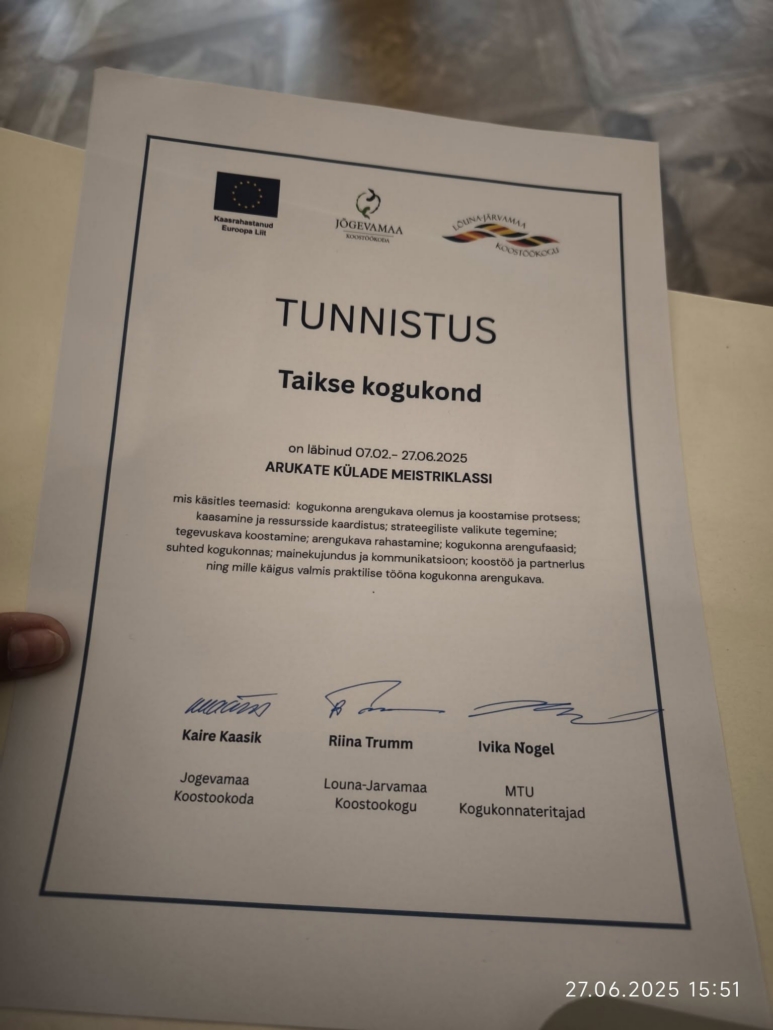 Kaasrahastanud
Euroopa Liit
JÕGEVAMAA
KOOSTÖÖKODA
LÕUNA-JÄRVAMAA
KOOSTÖÖKOGU
TUNNISTUS
Taikse kogukond
on läbinud 07.02.- 27.06.2025
ARUKATE KÜLADE MEISTRIKLASSI
mis käsitles teemasid: kogukonna arengukava olemus ja koostamise protsess;
kaasamine ja ressursside kaardistus; strateegiliste valikute tegemine;
tegevuskava koostamine; arengukava rahastamine; kogukonna arengufaasid;
suhted kogukonnas; mainekujundus ja kommunikatsioon; koostöö ja partnerlus
ning mille käigus valmis praktilise tööna kogukonna arengukava.
Kaire Kaasik
Riina Trumm
Ivika Nogel
Jogevamaa
Koostookoda
Louna-Jarvamaa
Koostookogu
MTU
Kogukonnateritajad
27.06.2025 15:51